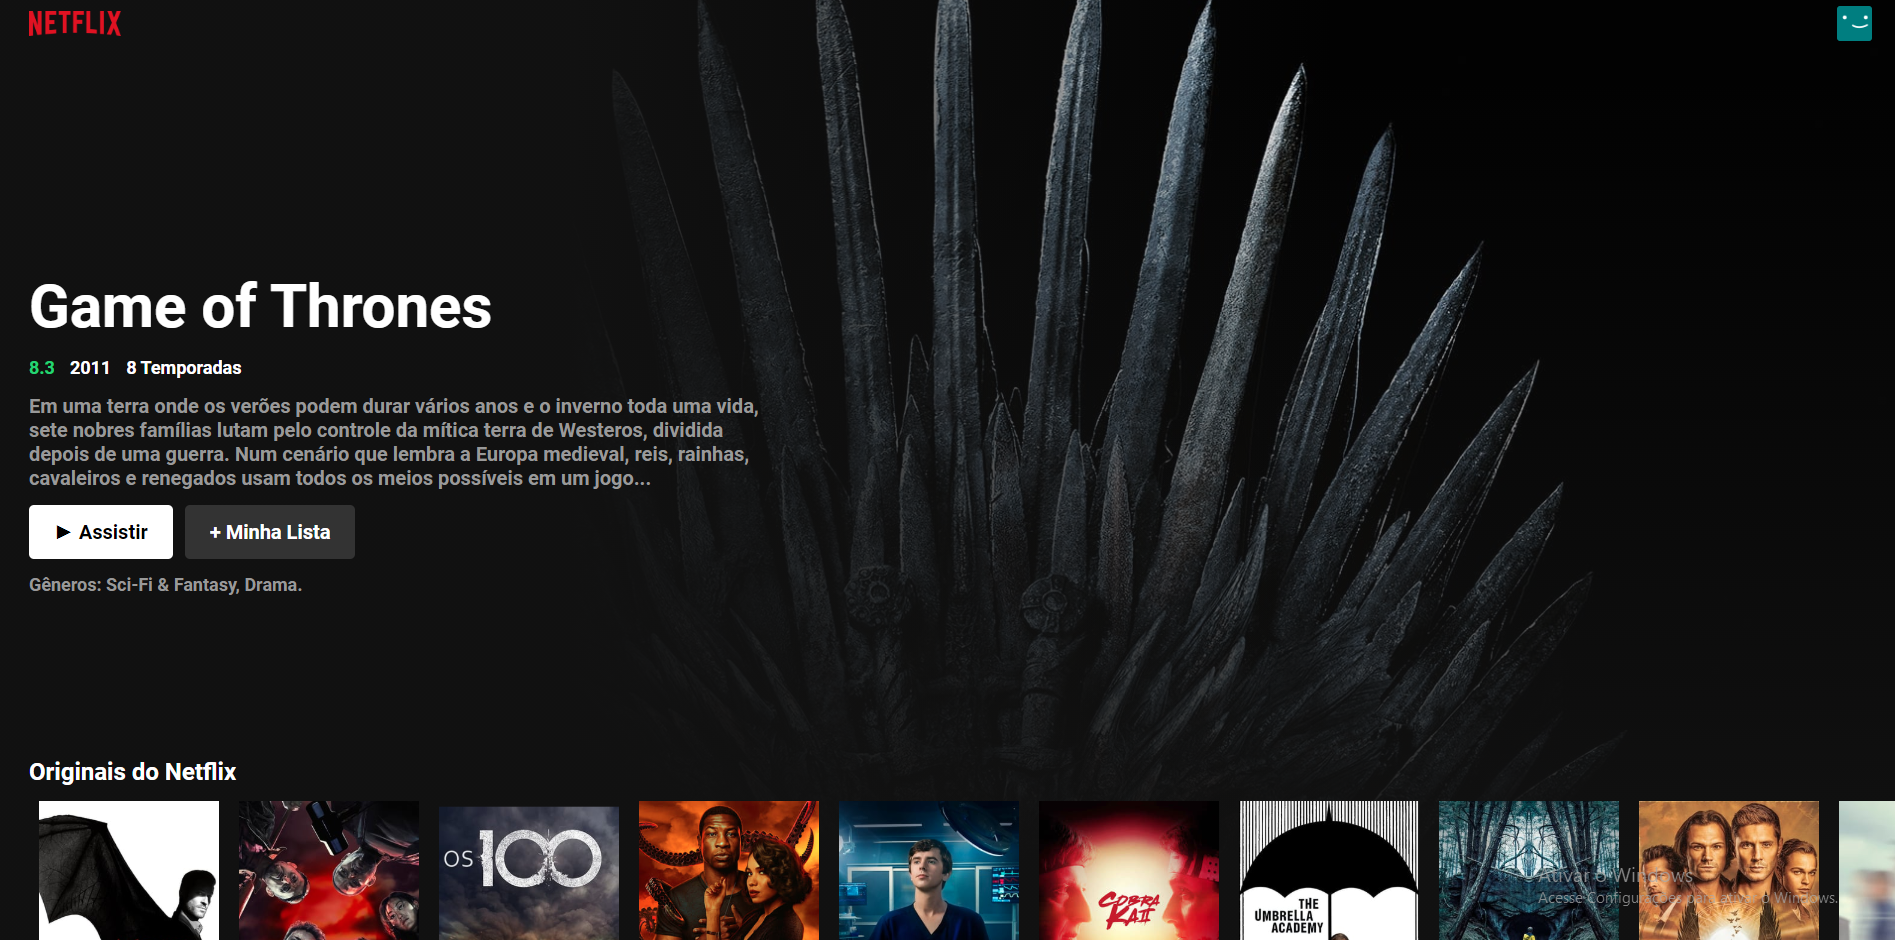 NETFLIX
Game of Thrones
8.3 2011 8 Temporadas
Em uma terra onde os verões podem durar vários anos e o inverno toda uma vida,
sete nobres famílias lutam pelo controle da mítica terra de Westeros, dividida
depois de uma guerra. Num cenário que lembra a Europa medieval, reis, rainhas,
cavaleiros e renegados usam todos os meios possíveis em um jogo...
► Assistir + Minha Lista
Gêneros: Sci-Fi & Fantasy, Drama.
Originais do Netflix
OS 100
COBRA
KAI
THE
UMBRELLA
ACADEMY
Ativar o Windows
Acesse Configurações para ativar o Windows.